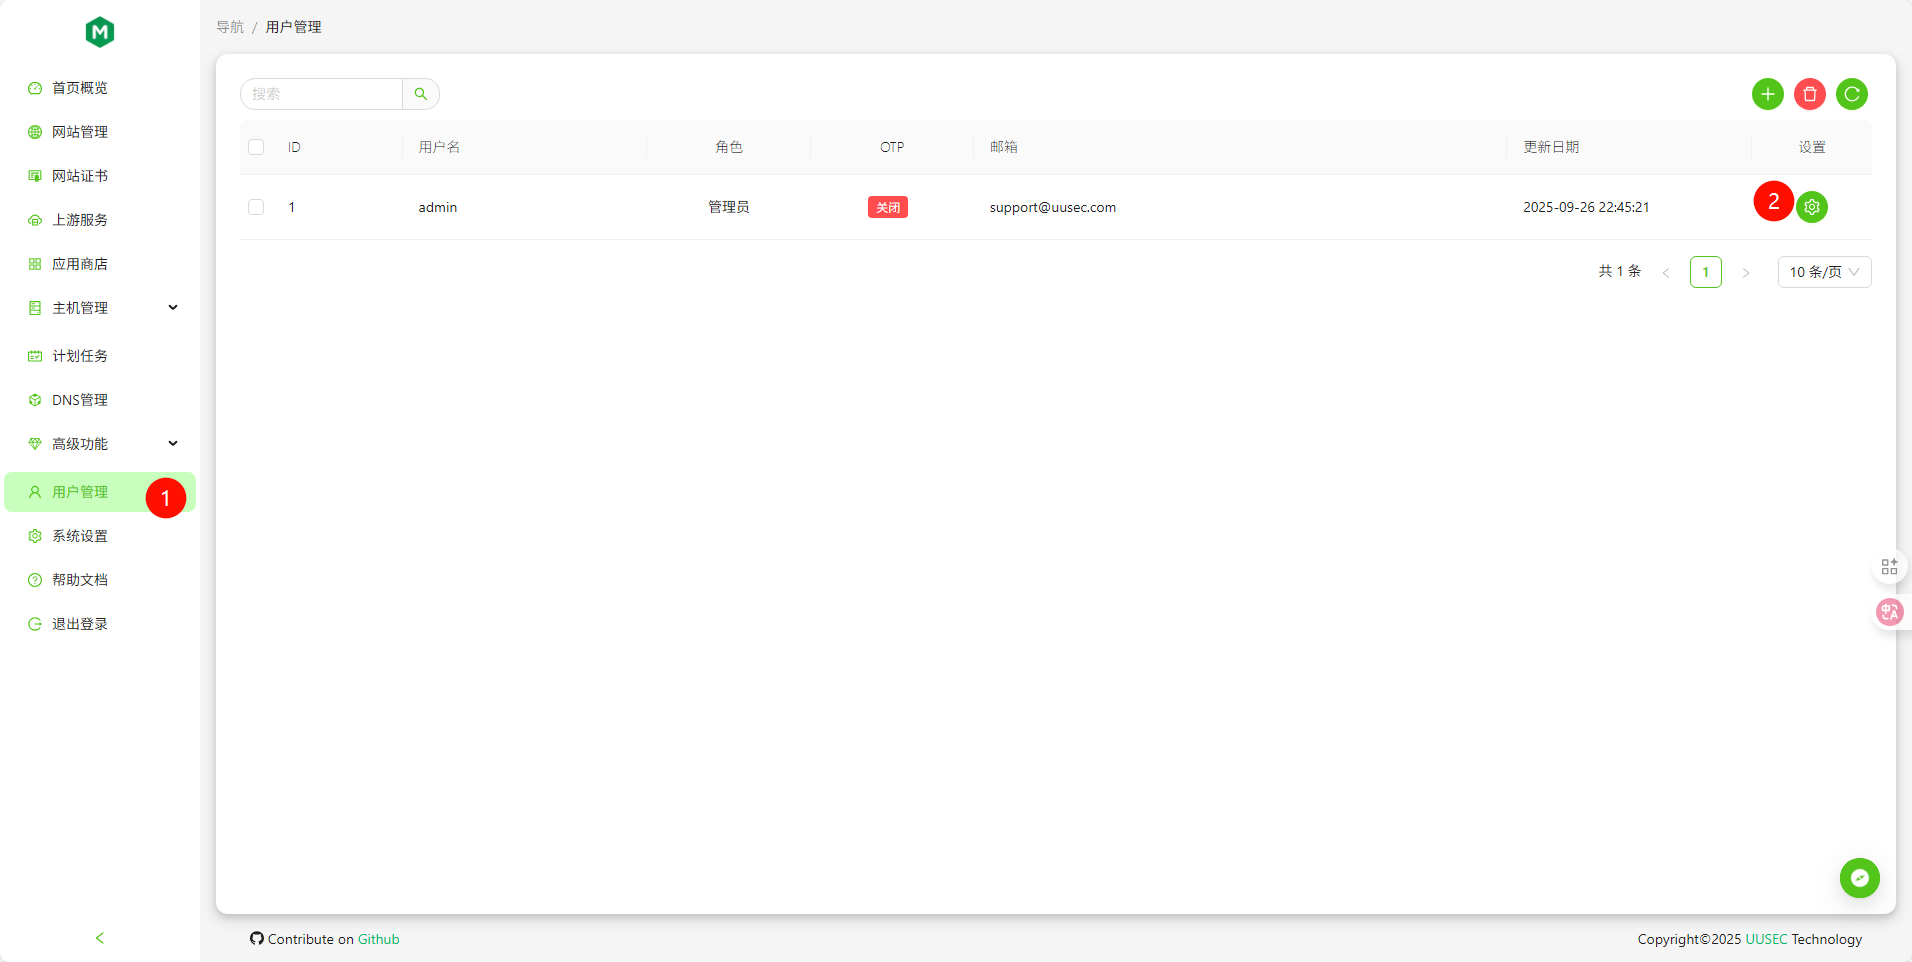 M
导航 / 用户管理
首页概览
网站管理
网站证书
上游服务
应用商店
主机管理
计划任务
DNS管理
高级功能
用户管理
1
系统设置
帮助文档
退出登录
搜索
ID 用户名 角色 OTP 邮箱 更新日期 设置
1 admin 管理员 关闭 support@uusec.com 2025-09-26 22:45:21 2
共 1 条 < 1 > 10 条/页
中A
Contribute on Github
Copyright©2025 UUSEC Technology